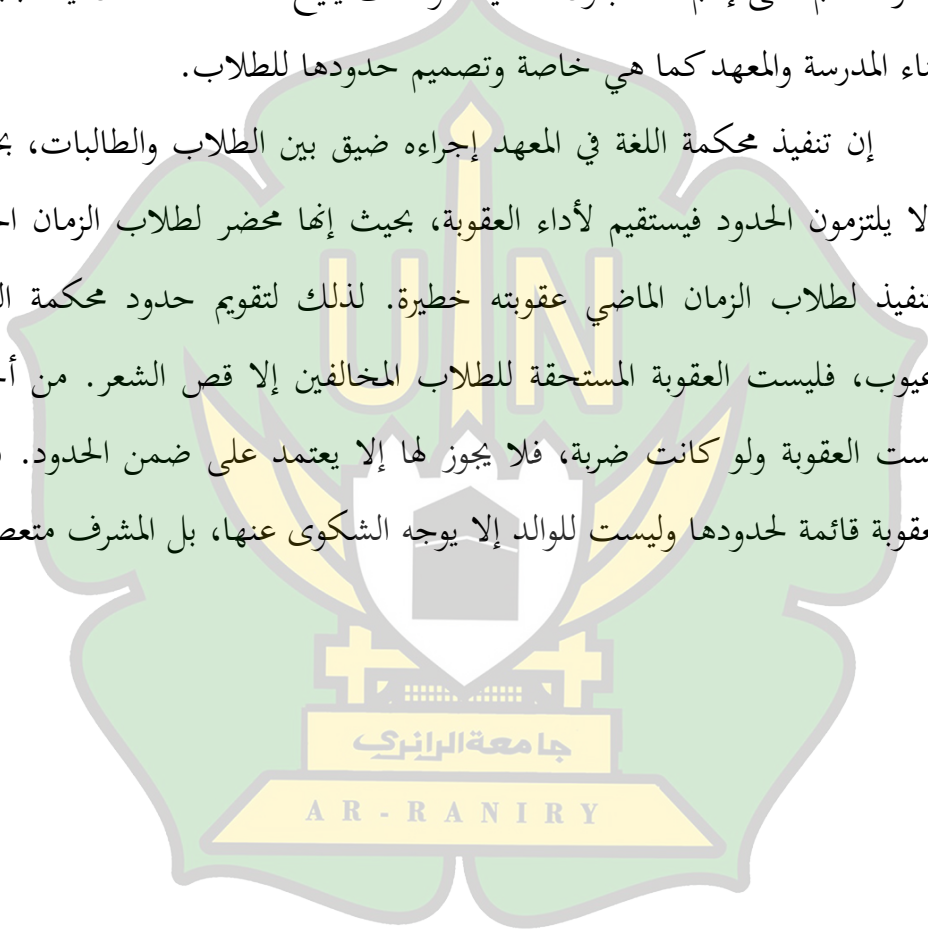 ناء المدرسة والمعهد كما هي خاصة وتصميم حدودها للطلاب.
إن تنفيذ محكمة اللغة في المعهد إجراءه ضيق بين الطلاب والطالبات،
لا يلتزمون الحدود فيستقيم لأداء العقوبة، بحيث إنها محضر لطلاب الزمان
تنفيذ لطلاب الزمان الماضي عقوبته خطيرة. لذلك لتقويم حدود محكمة
عيوب، فليست العقوبة المستحقة للطلاب المخالفين إلا قص الشعر. من
ست العقوبة ولو كانت ضربة، فلا يجوز لها إلا يعتمد على ضمن الحدود.
عقوبة قائمة لحدودها وليست للوالد إلا يوجه الشكوى عنها، بل المشرف
UIN
جامعة الرانري
AR-RANIRY